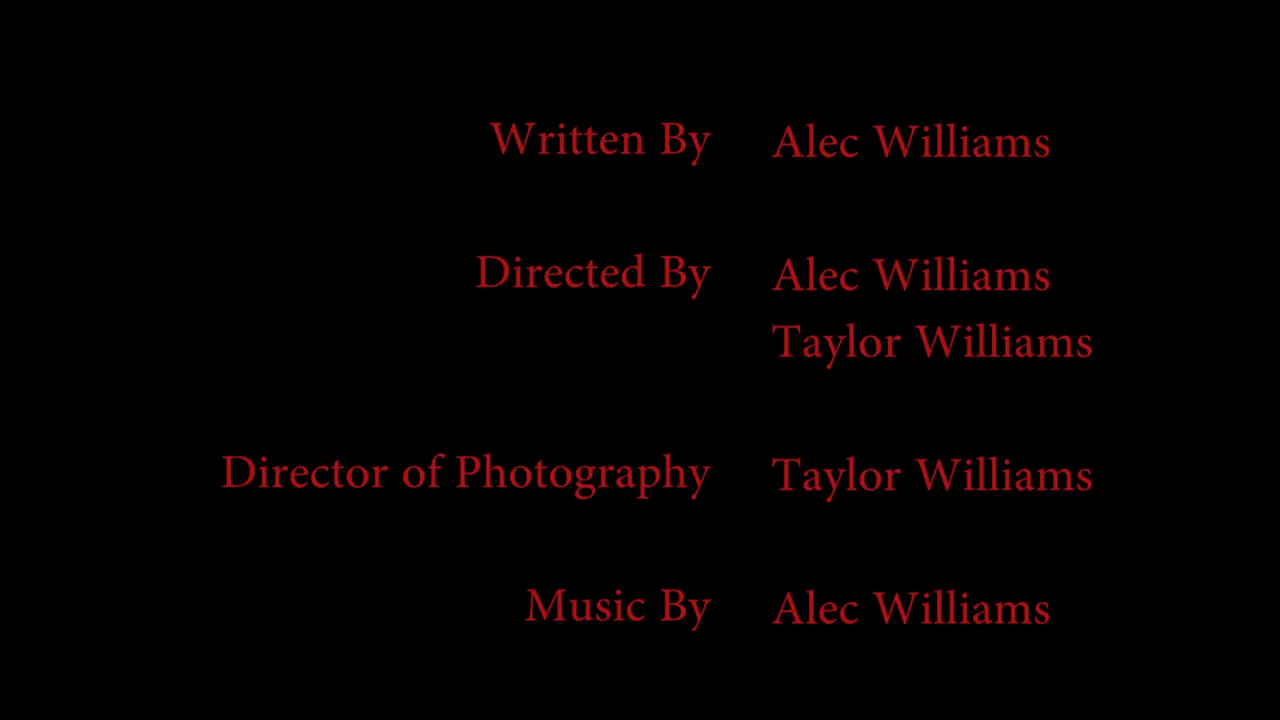 Written By Alec Williams
Directed By Alec Williams
Taylor Williams
Director of Photography Taylor Williams
Music By Alec Williams